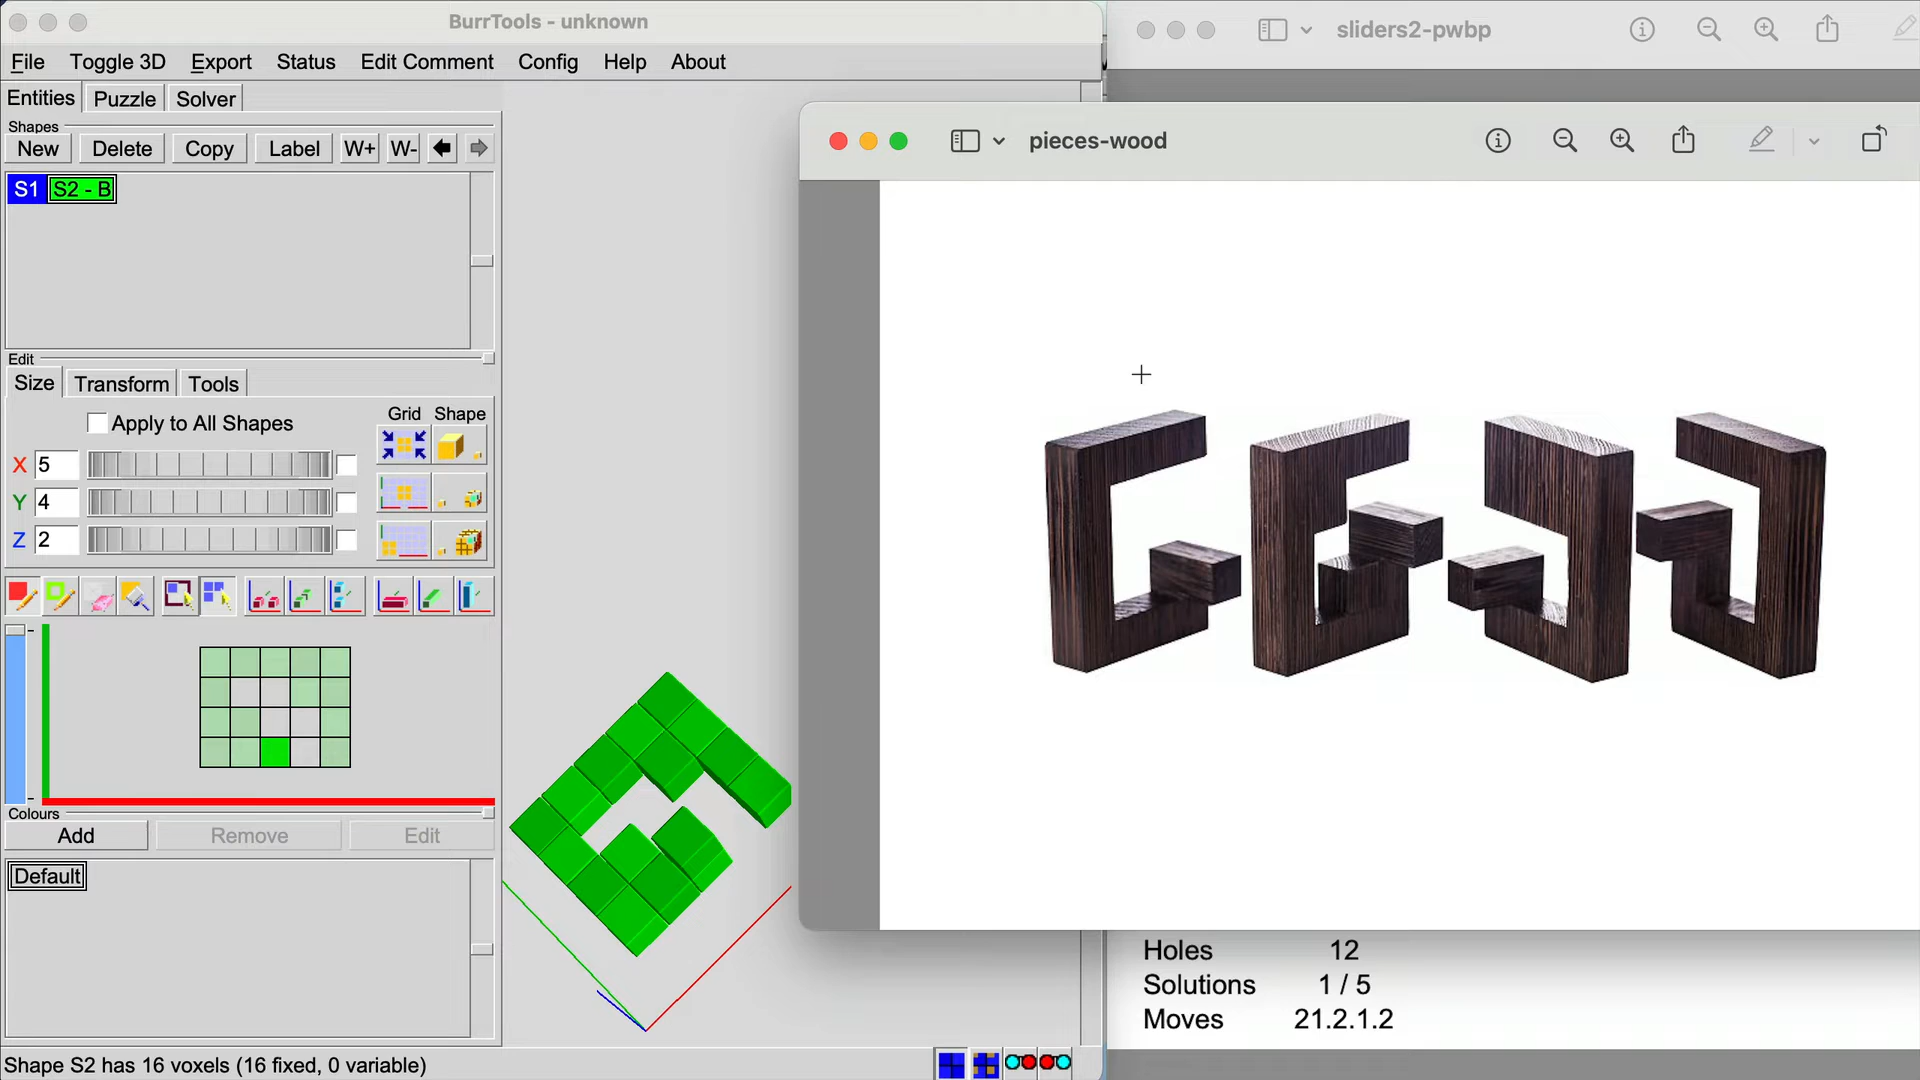 BurrTools - unknown
File Toggle 3D Export Status Edit Comment Config Help About
Entities Puzzle Solver
Shapes
New Delete Copy Label W+ W-
S1 S2 - B
Edit
Size Transform Tools
Apply to All Shapes
Grid Shape
X 5
Y 4
Z 2
Colours
Add Remove Edit
Default
Shape S2 has 16 voxels (16 fixed, 0 variable)
sliders2-pwbp
pieces-wood
Holes 12
Solutions 1 / 5
Moves 21.2.1.2